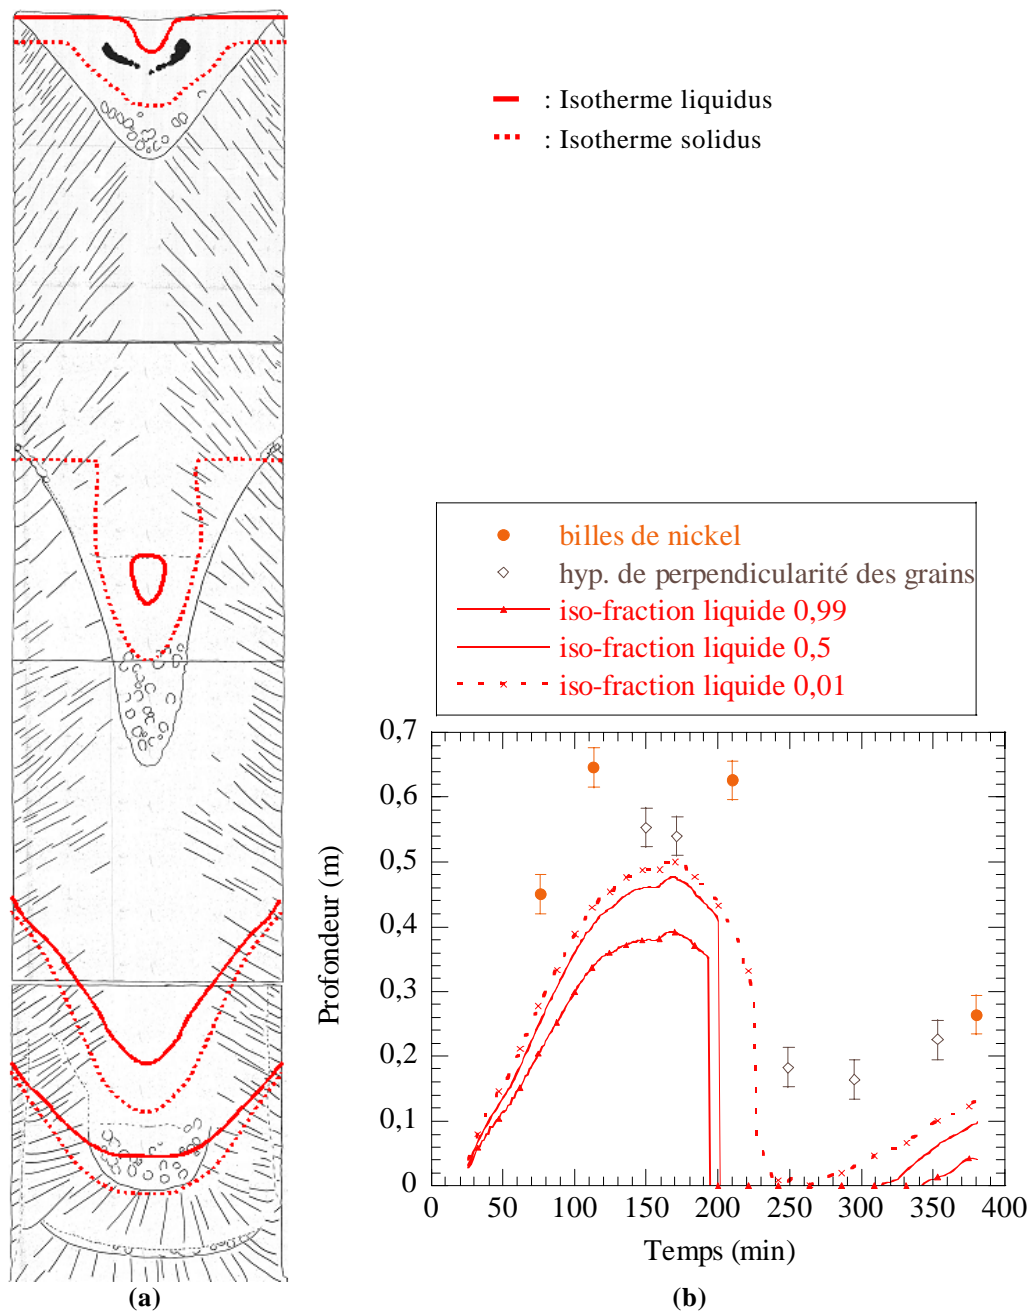 : Isotherme liquidus
: Isotherme solidus
billes de nickel
hyp. de perpendicularité des grains
iso-fraction liquide 0,99
iso-fraction liquide 0,5
iso-fraction liquide 0,01
0,7
0,6
0,5
0,4
0,3
0,2
0,1
0
Profondeur (m)
0 50 100 150 200 250 300 350 400
Temps (min)
(a) (b)